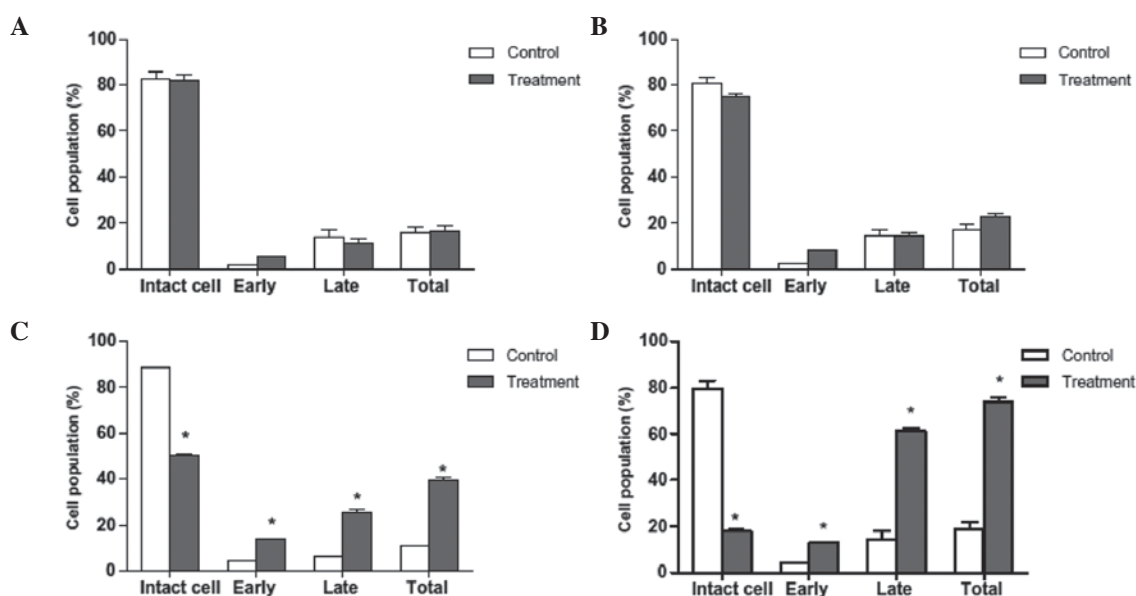 A
Cell population (%)
100
80
60
40
20
0
Control
Treatment
Intact cell Early Late Total
B
Cell population (%)
100
80
60
40
20
0
Control
Treatment
Intact cell Early Late Total
C
Cell population (%)
100
80
60
40
20
0
Control
Treatment
*
*
*
*
Intact cell Early Late Total
D
Cell population (%)
100
80
60
40
20
0
Control
Treatment
*
*
*
*
Intact cell Early Late Total